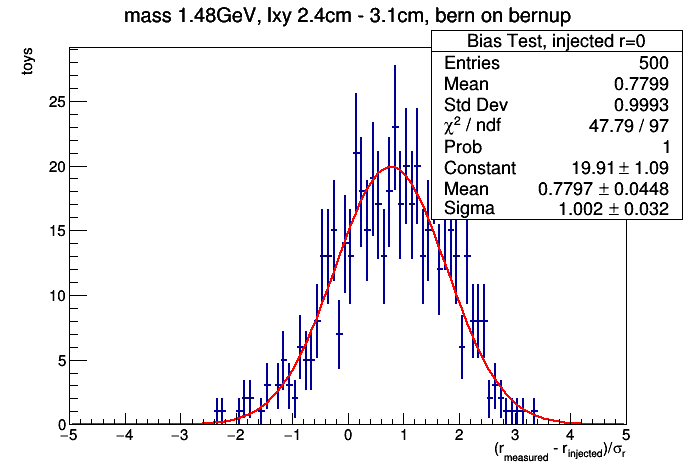 mass 1.48GeV, lxy 2.4cm - 3.1cm, bern on bernup
toys
Bias Test, injected r=0
Entries 500
Mean 0.7799
Std Dev 0.9993
χ² / ndf 47.79 / 97
Prob 1
Constant 19.91 ± 1.09
Mean 0.7797 ± 0.0448
Sigma 1.002 ± 0.032
25
20
15
10
5
0
−5 −4 −3 −2 −1 0 1 2 3 4 5
(r_measured - r_injected)/σ_r